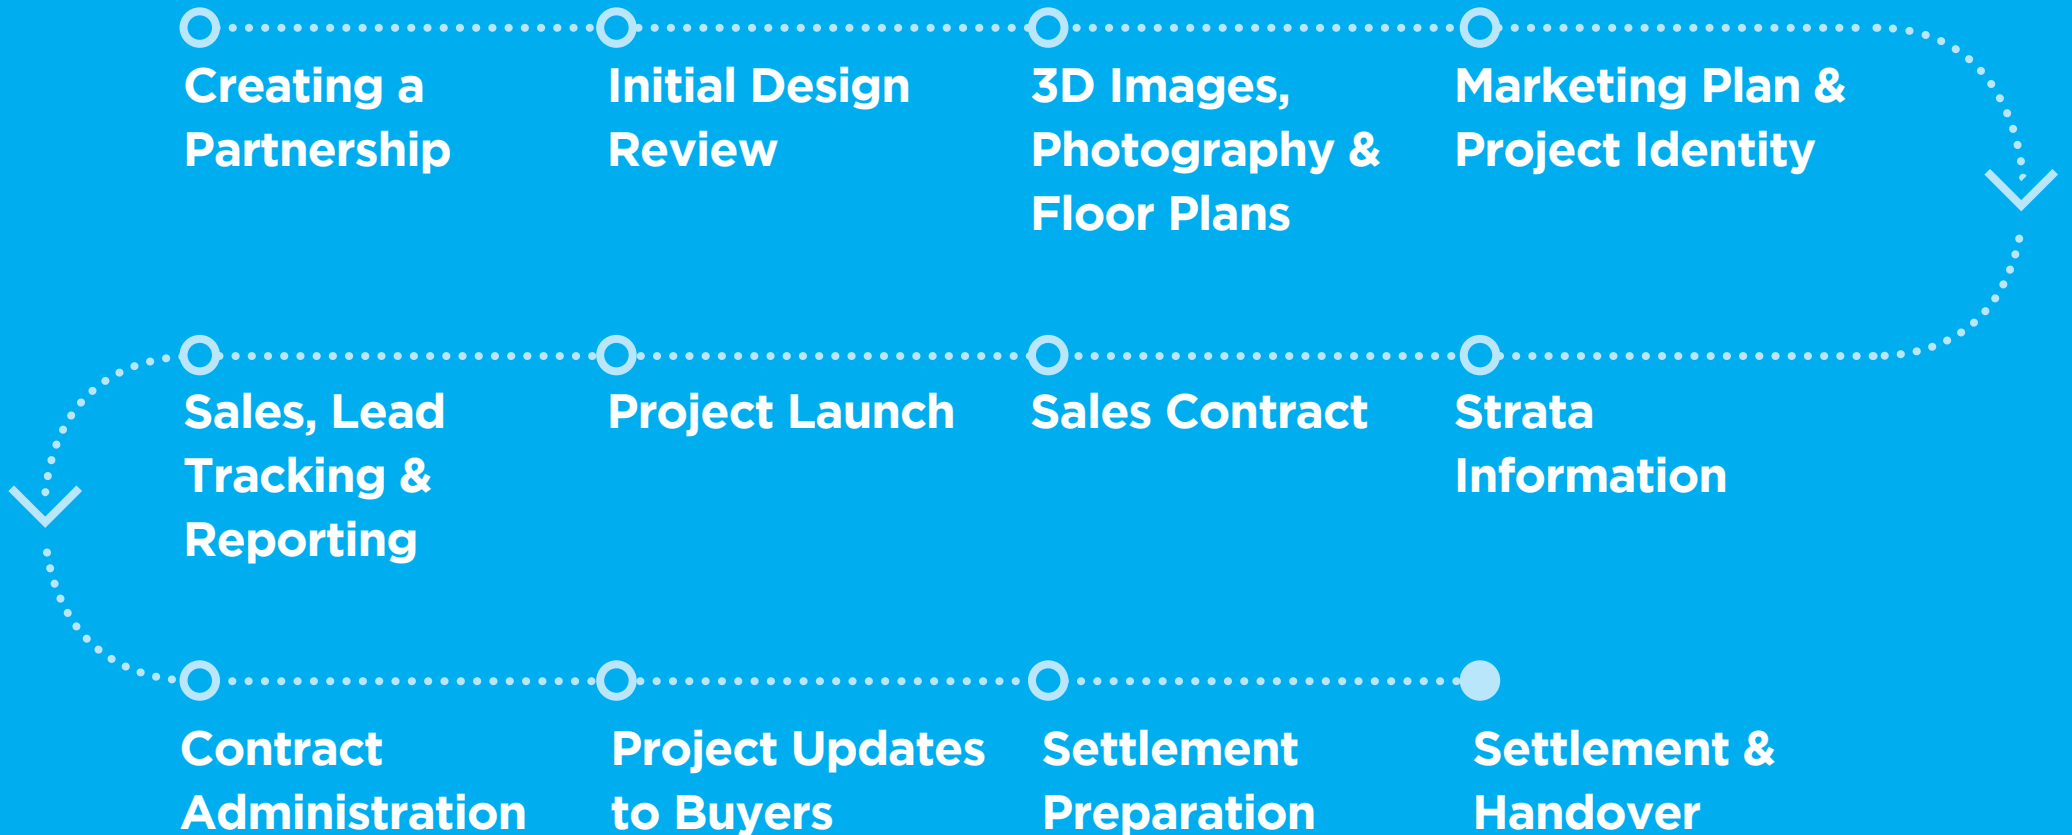 Creating a
Partnership
Initial Design
Review
3D Images,
Photography &
Floor Plans
Marketing Plan &
Project Identity
Strata
Information
Sales Contract
Project Launch
Sales, Lead
Tracking &
Reporting
Contract
Administration
Project Updates
to Buyers
Settlement
Preparation
Settlement &
Handover